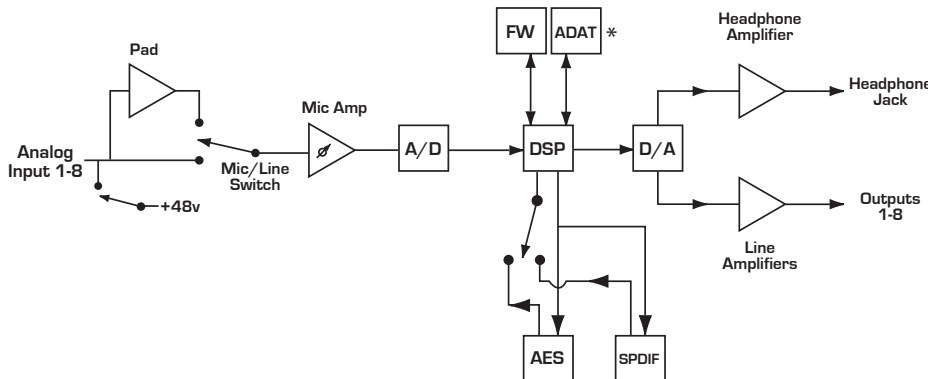 FW
ADAT *
Headphone
Amplifier
Pad
Headphone
Jack
Mic Amp
Analog
Input 1-8
Mic/Line
Switch
A/D
DSP
D/A
+48v
Outputs
1-8
Line
Amplifiers
AES
SPDIF